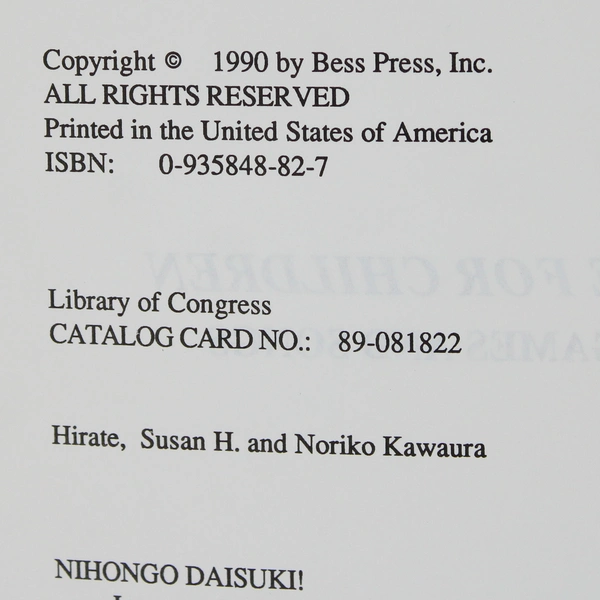 Copyright © 1990 by Bess Press, Inc.
ALL RIGHTS RESERVED
Printed in the United States of America
ISBN: 0-935848-82-7
Library of Congress
CATALOG CARD NO.: 89-081822
Hirate, Susan H. and Noriko Kawaura
NIHONGO DAISUKI!